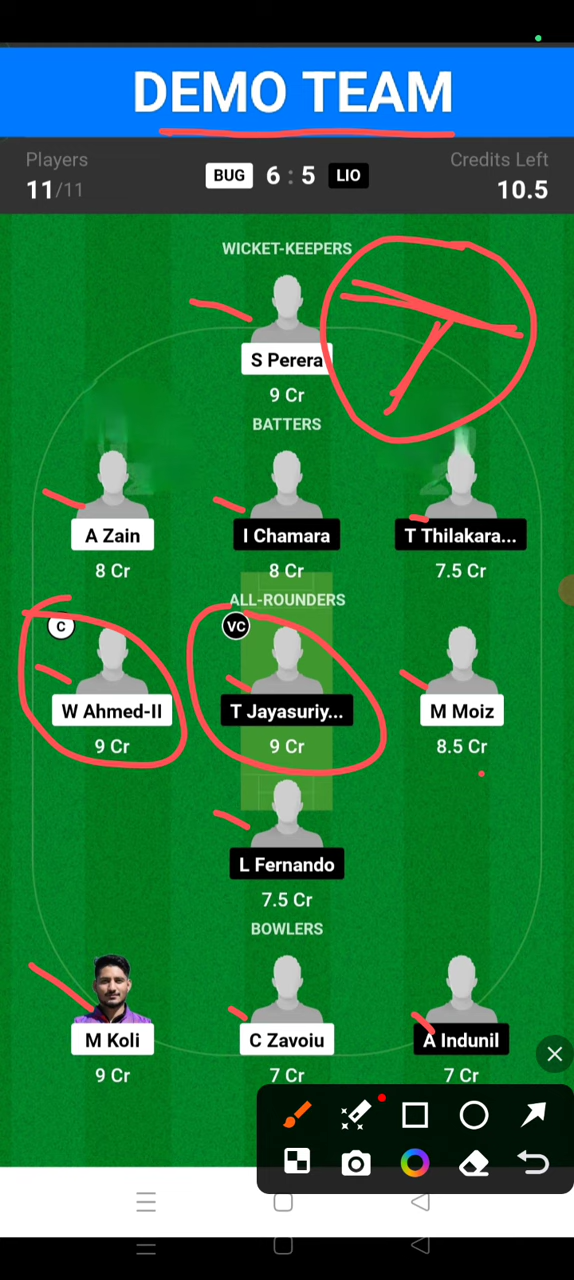 DEMO TEAM
Players
Credits Left
11/11
BUG 6 : 5 LIO
10.5
WICKET-KEEPERS
S Perera
9 Cr
BATTERS
A Zain
I Chamara
T Thilakara...
8 Cr
8 Cr
7.5 Cr
ALL-ROUNDERS
C
VC
W Ahmed-II
T Jayasuriy...
M Moiz
9 Cr
9 Cr
8.5 Cr
L Fernando
7.5 Cr
BOWLERS
M Koli
C Zavoiu
A Indunil
9 Cr
7 Cr
7 Cr